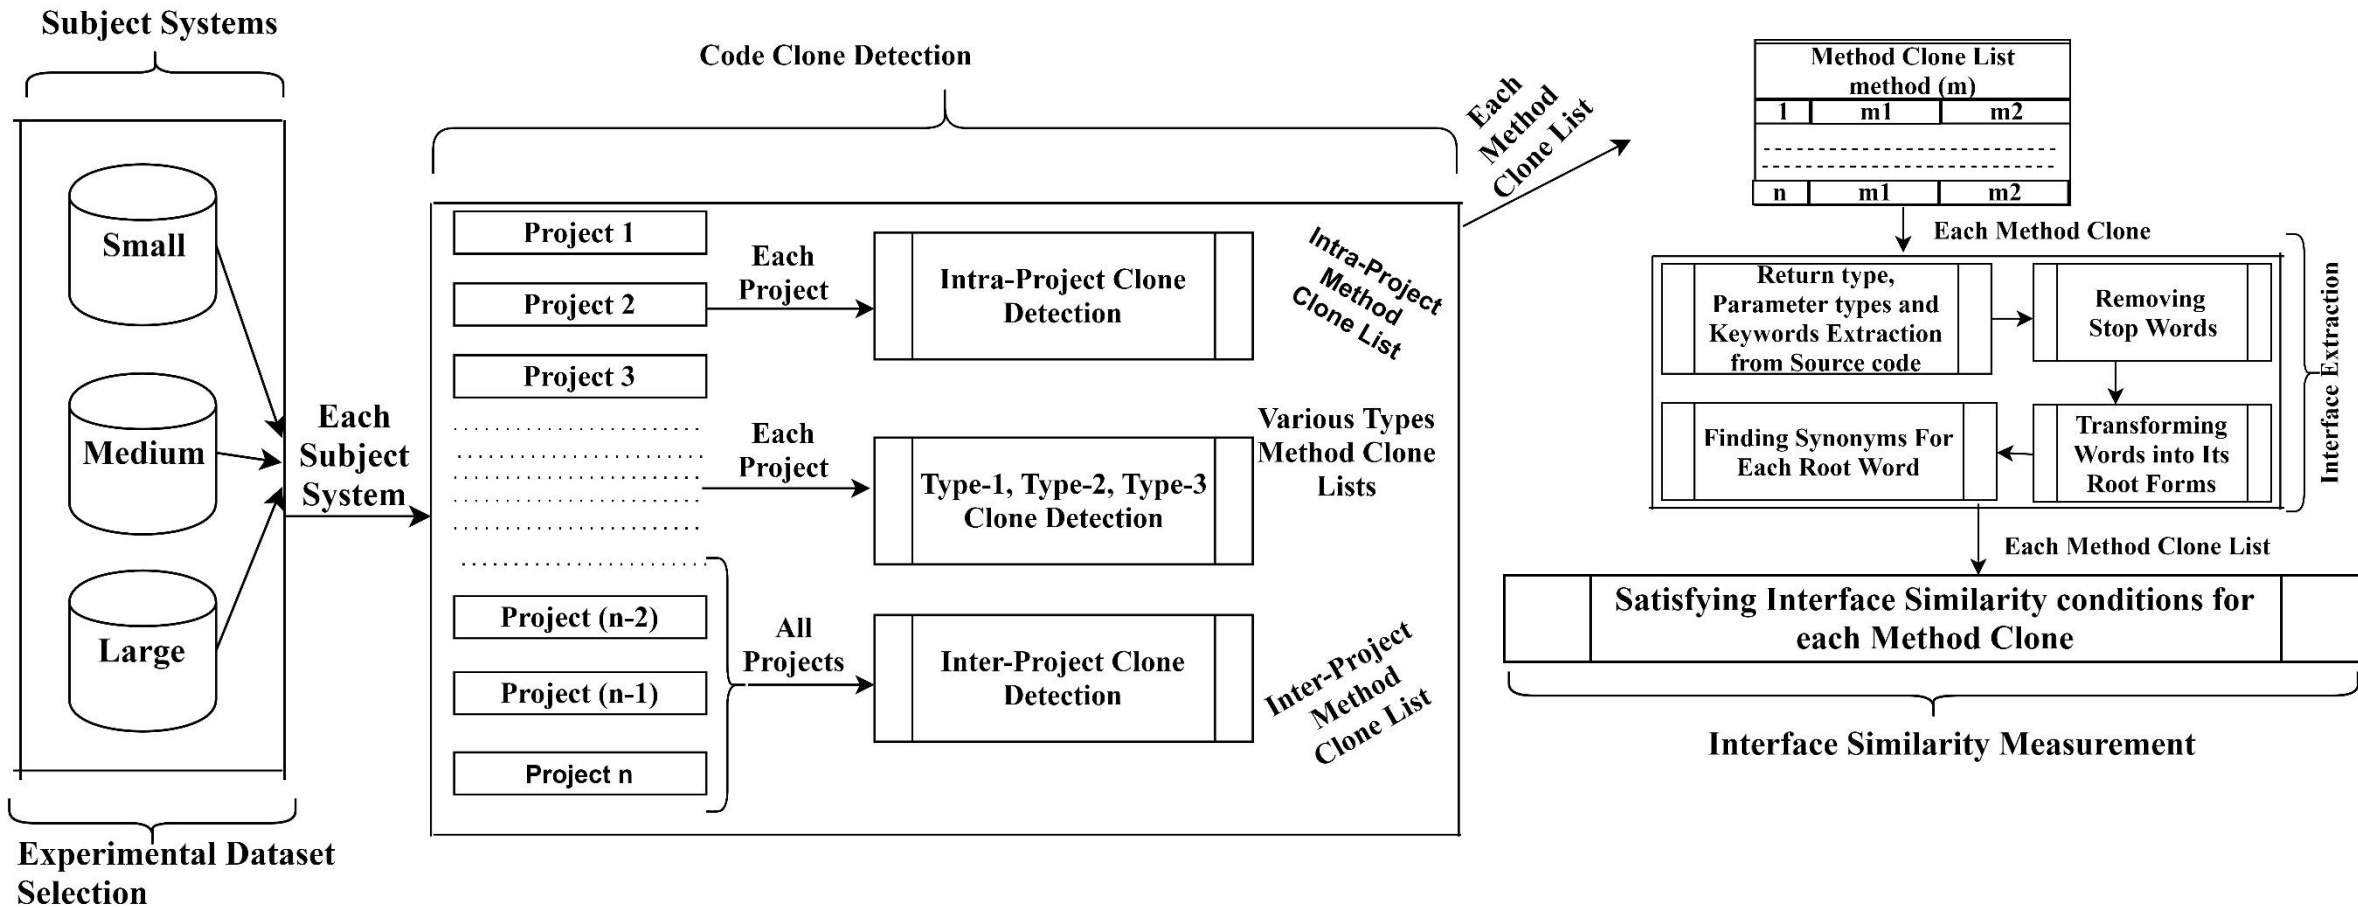 Subject Systems
Small
Medium
Large
Experimental Dataset
Selection
Each
Subject
System
Code Clone Detection
Project 1
Project 2
Project 3
Project (n-2)
Project (n-1)
Project n
Each
Project
Each
Project
All
Projects
Intra-Project Clone
Detection
Type-1, Type-2, Type-3
Clone Detection
Inter-Project Clone
Detection
Intra-Project
Method
Clone List
Various Types
Method Clone
Lists
Inter-Project
Method
Clone List
Each
Method
Clone List
Method Clone List
method (m)
1 m1 m2
n m1 m2
Each Method Clone
Return type,
Parameter types and
Keywords Extraction
from Source code
Removing
Stop Words
Transforming
Words into Its
Root Forms
Finding Synonyms For
Each Root Word
Interface Extraction
Each Method Clone List
Satisfying Interface Similarity conditions for
each Method Clone
Interface Similarity Measurement